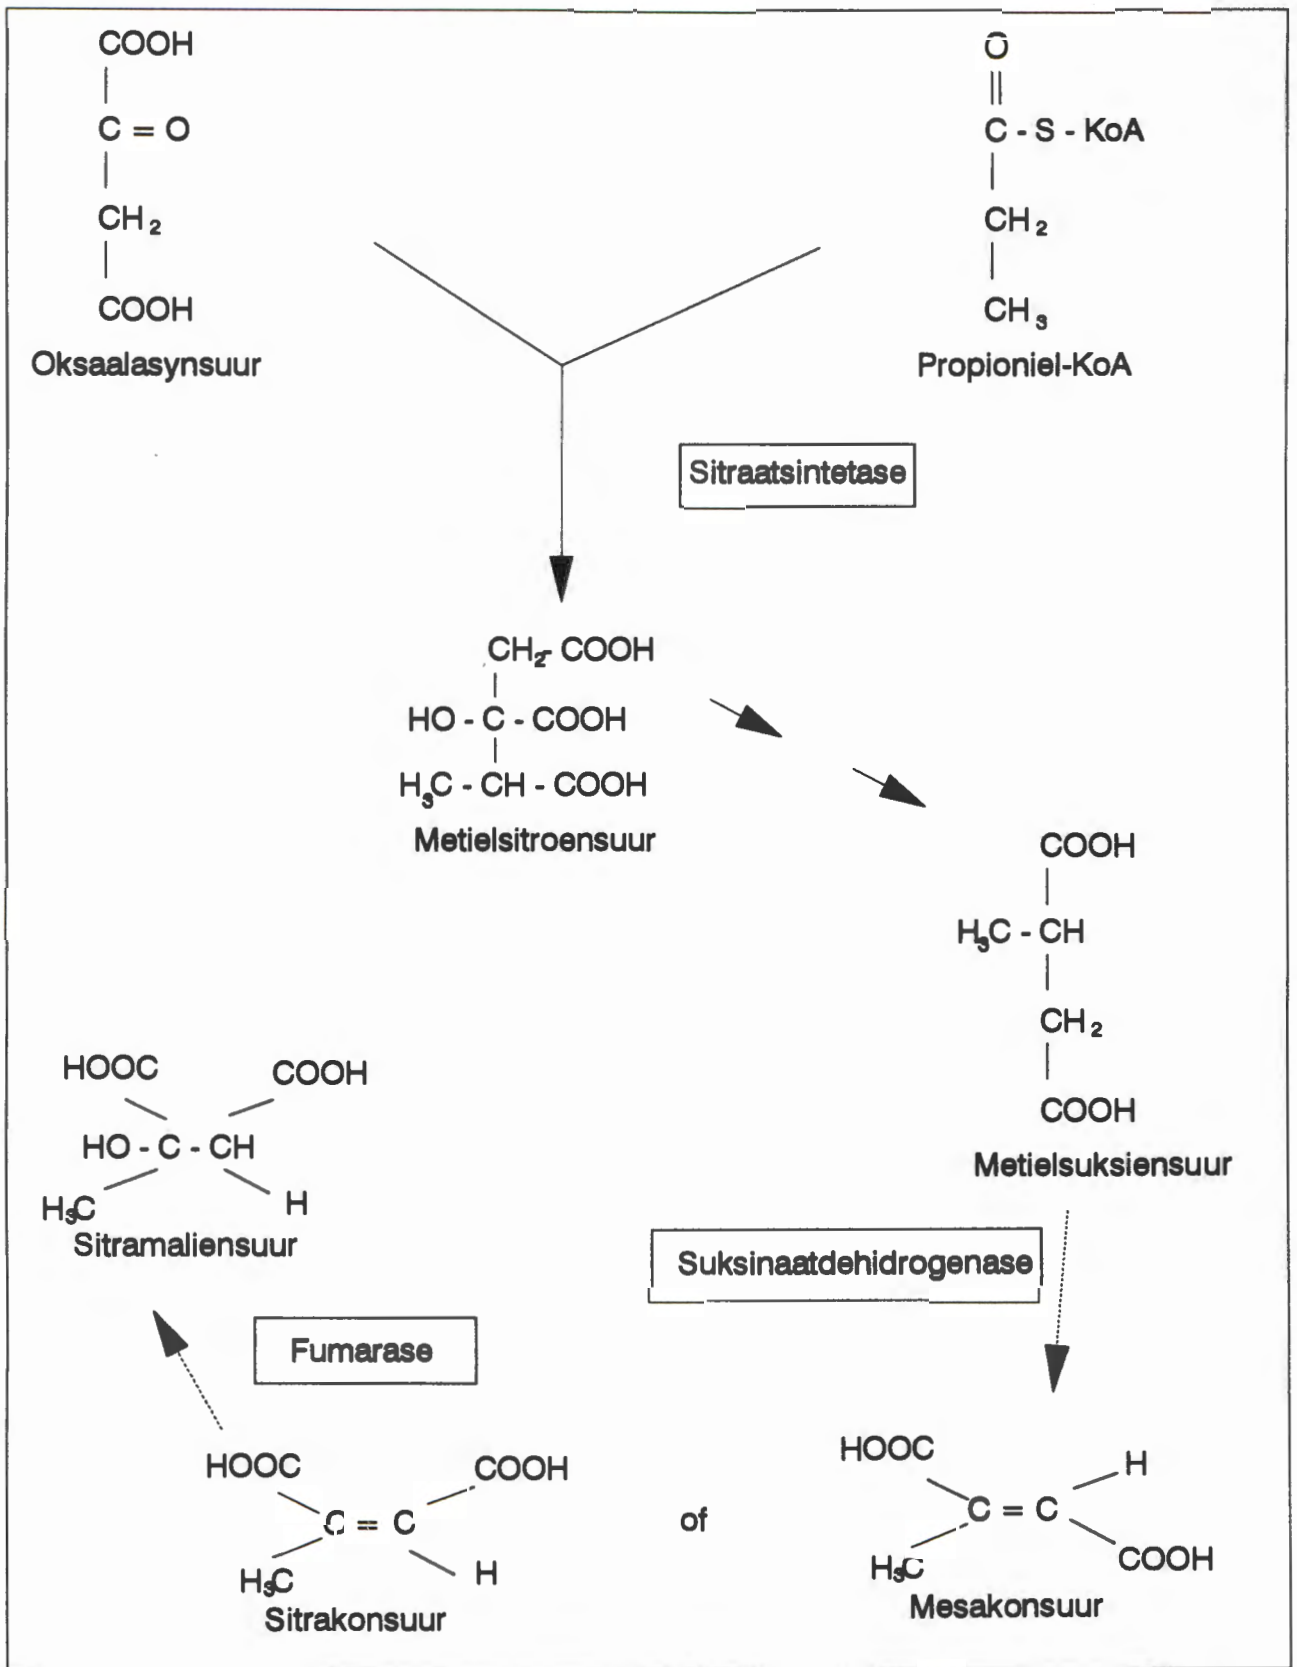 COOH
C = O
CH2
COOH
Oksaalasynsuur
O
C - S - KoA
CH2
CH3
Propioniel-KoA
Sitraatsintetase
CH2- COOH
HO - C - COOH
H3C - CH - COOH
Metielsitroensuur
COOH
H3C - CH
CH2
COOH
Metielsuksiensuur
HOOC COOH
HO - C - CH
H3C H
Sitramaliensuur
Suksinaatdehidrogenase
Fumarase
HOOC COOH
C = C
H3C H
Sitrakonsuur
of
HOOC H
C = C
H3C COOH
Mesakonsuur